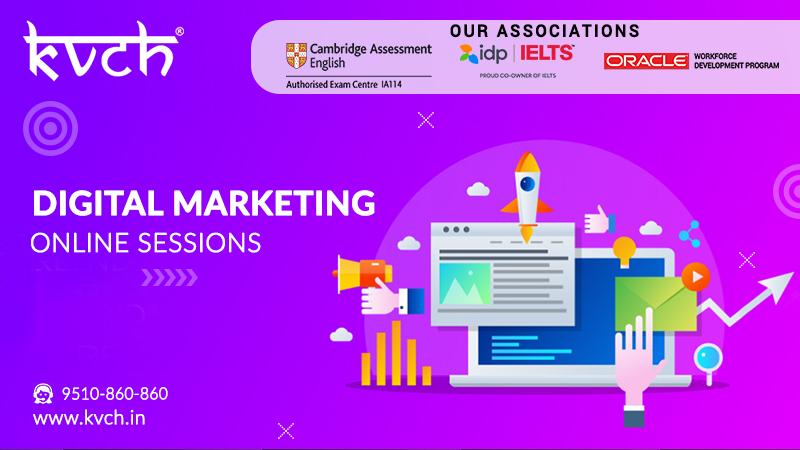 kvch®
OUR ASSOCIATIONS
Cambridge Assessment
English
Authorised Exam Centre IA114
idp | IELTS™
PROUD CO-OWNER OF IELTS
ORACLE
WORKFORCE
DEVELOPMENT PROGRAM
DIGITAL MARKETING
ONLINE SESSIONS
9510-860-860
www.kvch.in